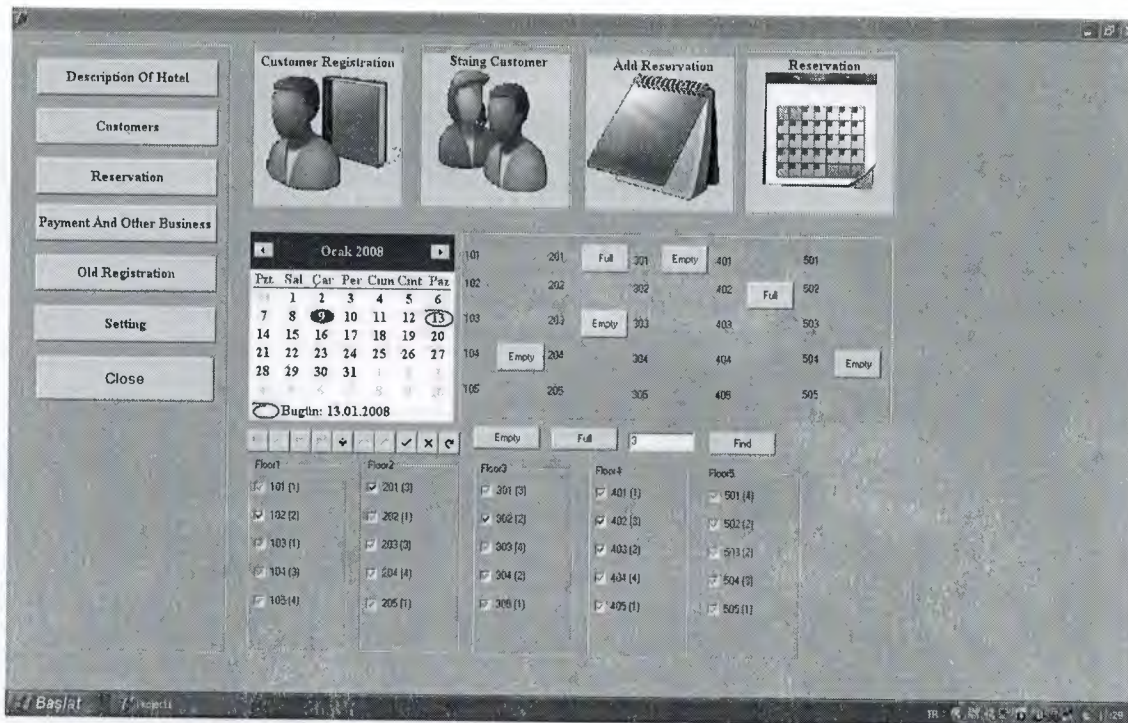 Description Of Hotel
Customers
Reservation
Payment And Other Business
Old Registration
Setting
Close
Customer Registration
Staing Customer
Add Reservation
Reservation
Ocak 2008
Pzt Sal Çar Per Cum Cmt Paz
1 2 3 4 5 6
7 8 9 10 11 12 13
14 15 16 17 18 19 20
21 22 23 24 25 26 27
28 29 30 31
Bugün: 13.01.2008
101 201 Full 301 Empty 401 501
102 202 302 402 Full 502
103 203 Empty 303 403 503
104 Empty 204 304 404 504 Empty
105 205 305 405 505
Empty Full 3 Find
Floor1
101 (1)
102 (2)
103 (1)
104 (3)
105 (4)
Floor2
201 (3)
202 (1)
203 (3)
204 (4)
205 (1)
Floor3
301 (3)
302 (2)
303 (4)
304 (2)
305 (1)
Floor4
401 (1)
402 (3)
403 (2)
404 (4)
405 (1)
Floor5
501 (4)
502 (2)
503 (2)
504 (3)
505 (1)
Başlat
Project1
TR